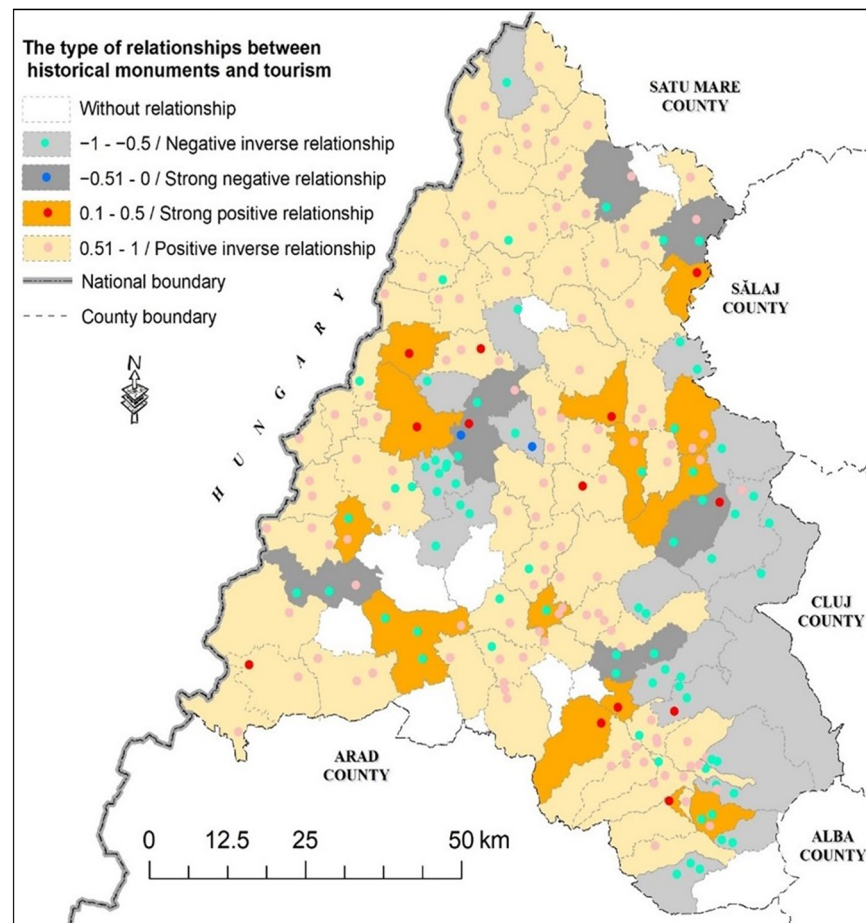 The type of relationships between
historical monuments and tourism
Without relationship
−1 - −0.5 / Negative inverse relationship
−0.51 - 0 / Strong negative relationship
0.1 - 0.5 / Strong positive relationship
0.51 - 1 / Positive inverse relationship
National boundary
County boundary
N
SATU MARE
COUNTY
SĂLAJ
COUNTY
HUNGARY
CLUJ
COUNTY
ARAD
COUNTY
ALBA
COUNTY
0 12.5 25 50 km